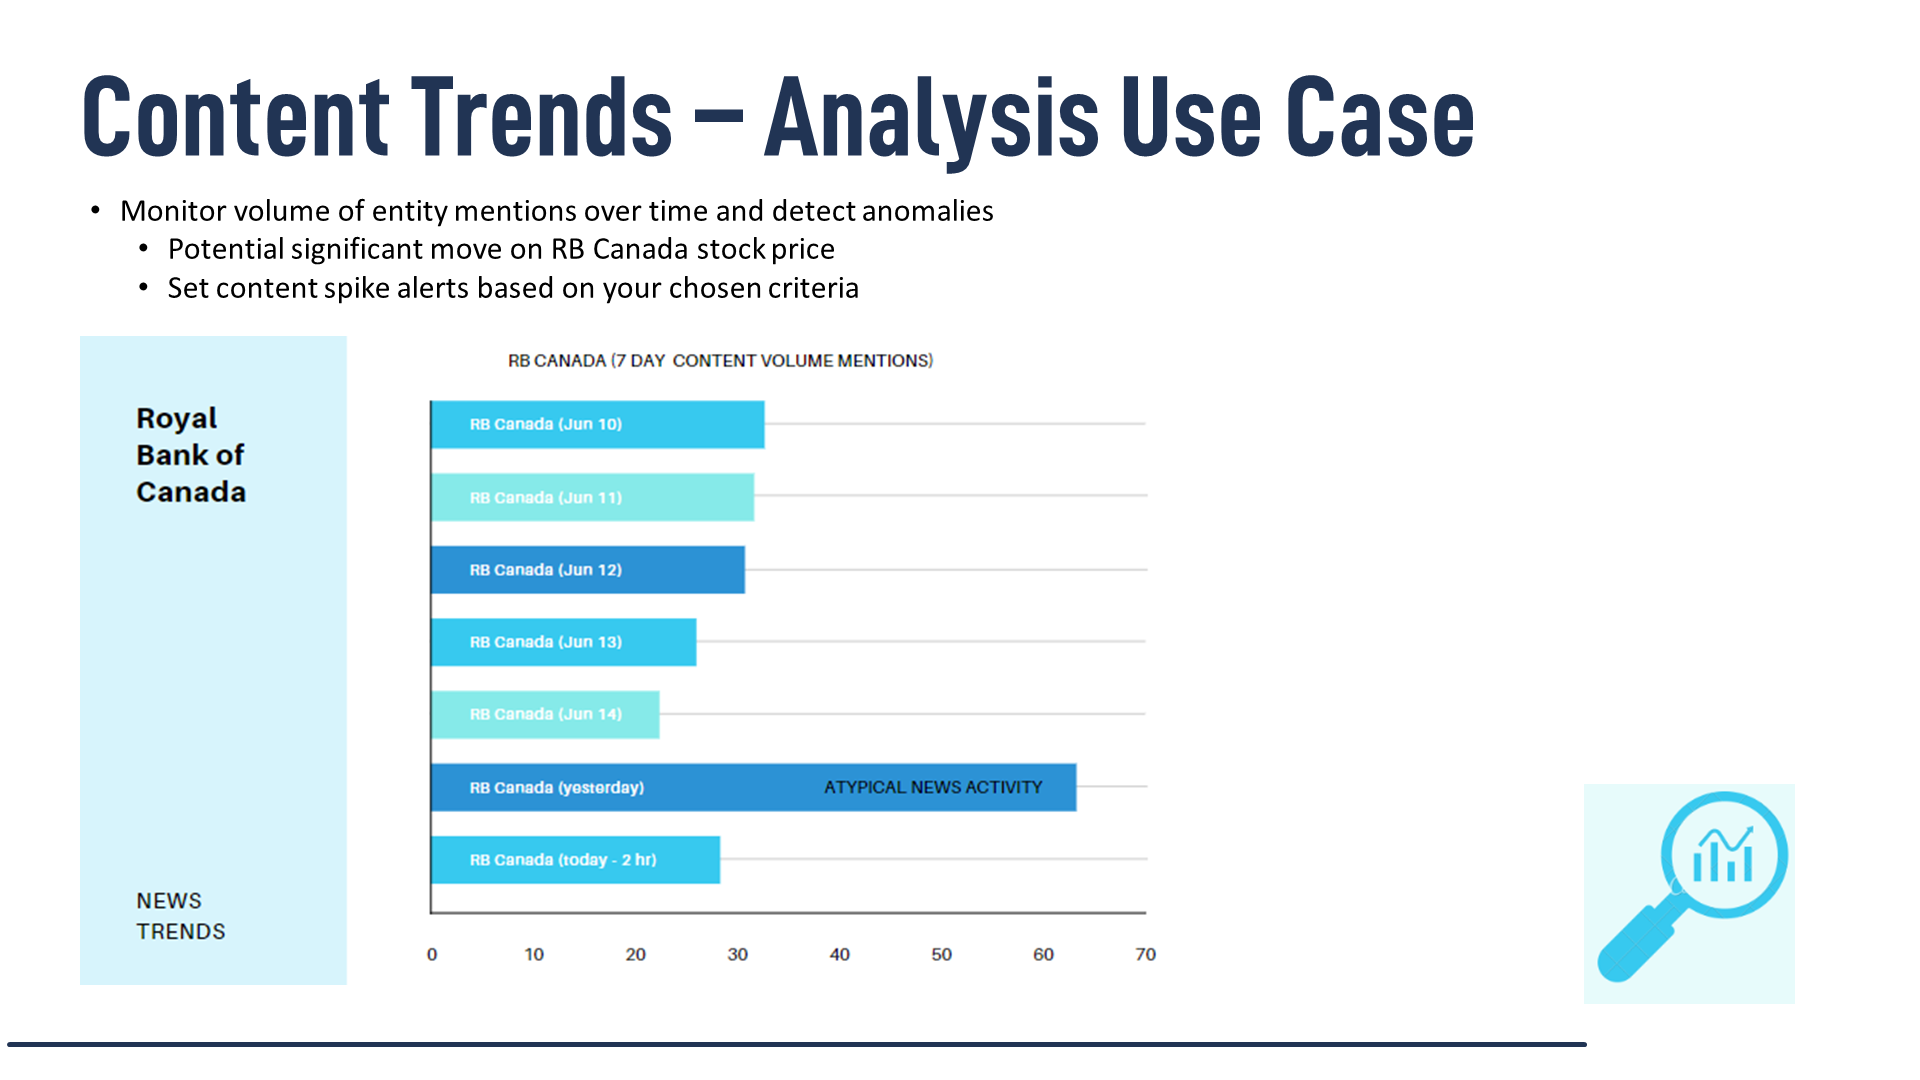 Content Trends – Analysis Use Case
• Monitor volume of entity mentions over time and detect anomalies
• Potential significant move on RB Canada stock price
• Set content spike alerts based on your chosen criteria
Royal
Bank of
Canada
NEWS
TRENDS
RB CANADA (7 DAY CONTENT VOLUME MENTIONS)
RB Canada (Jun 10)
RB Canada (Jun 11)
RB Canada (Jun 12)
RB Canada (Jun 13)
RB Canada (Jun 14)
RB Canada (yesterday) ATYPICAL NEWS ACTIVITY
RB Canada (today - 2 hr)
0 10 20 30 40 50 60 70